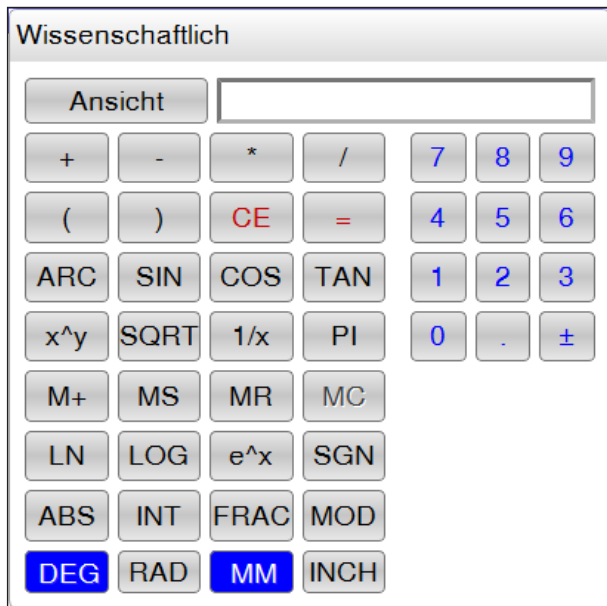 Wissenschaftlich
Ansicht
+ - * / 7 8 9
( ) CE = 4 5 6
ARC SIN COS TAN 1 2 3
x^y SQRT 1/x PI 0 . ±
M+ MS MR MC
LN LOG e^x SGN
ABS INT FRAC MOD
DEG RAD MM INCH